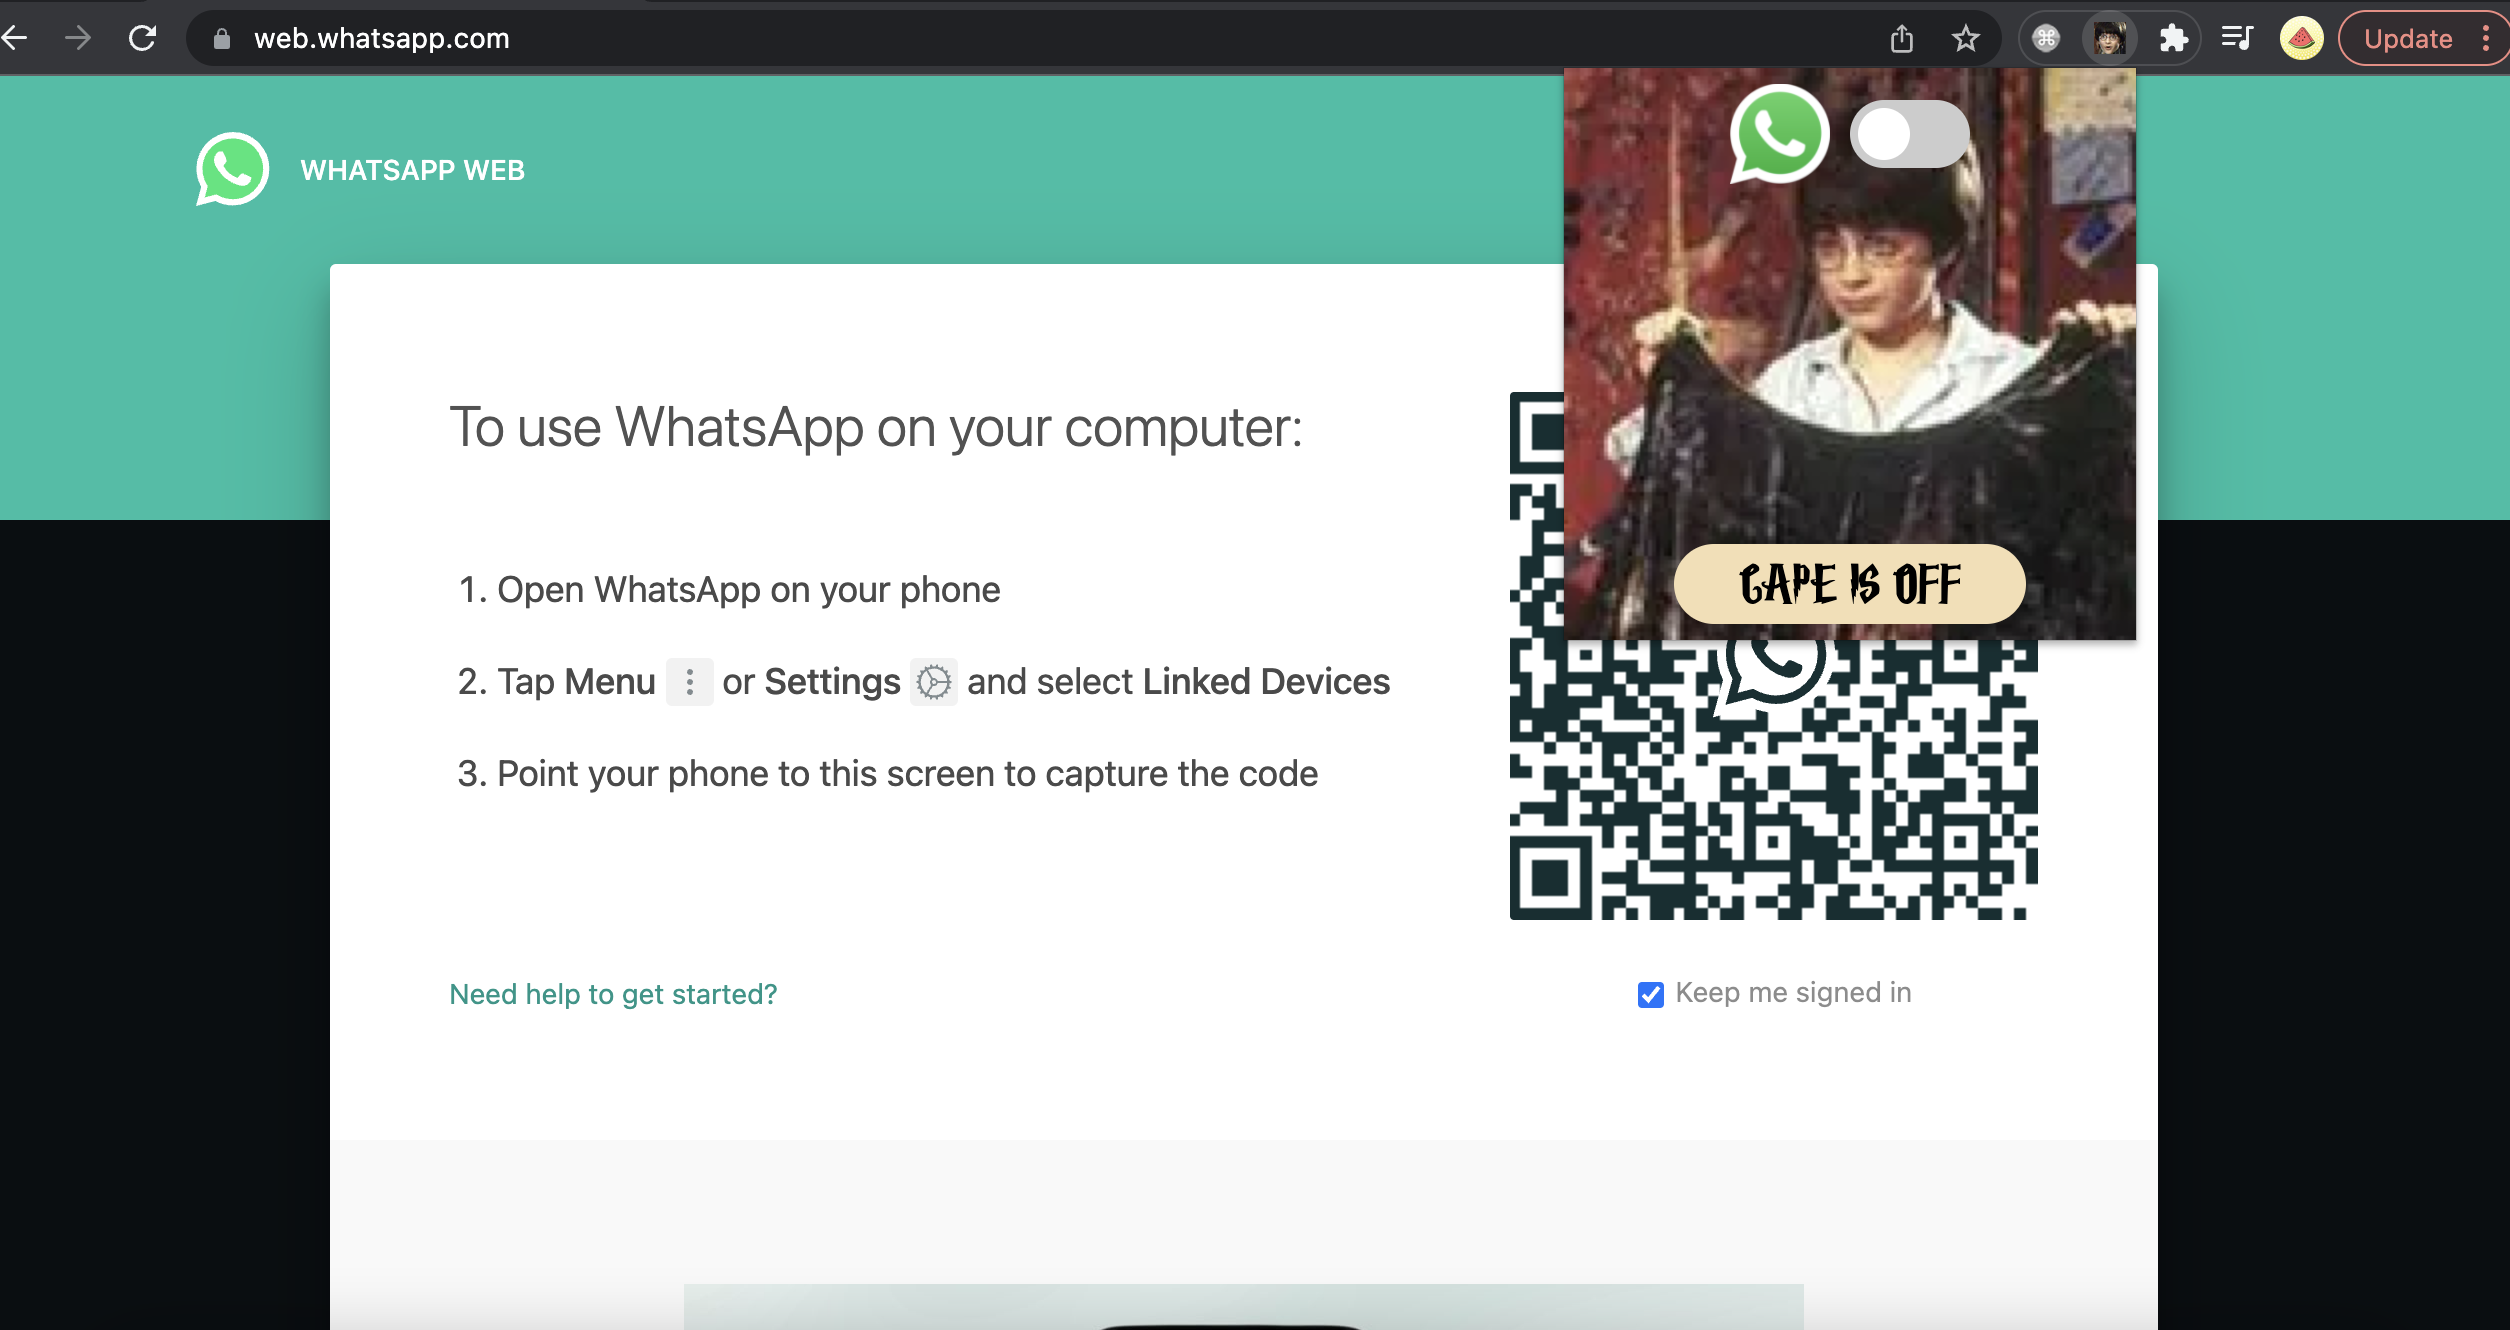 web.whatsapp.com
Update
WHATSAPP WEB
CAPE IS OFF
To use WhatsApp on your computer:
1. Open WhatsApp on your phone
2. Tap Menu or Settings and select Linked Devices
3. Point your phone to this screen to capture the code
Need help to get started?
Keep me signed in